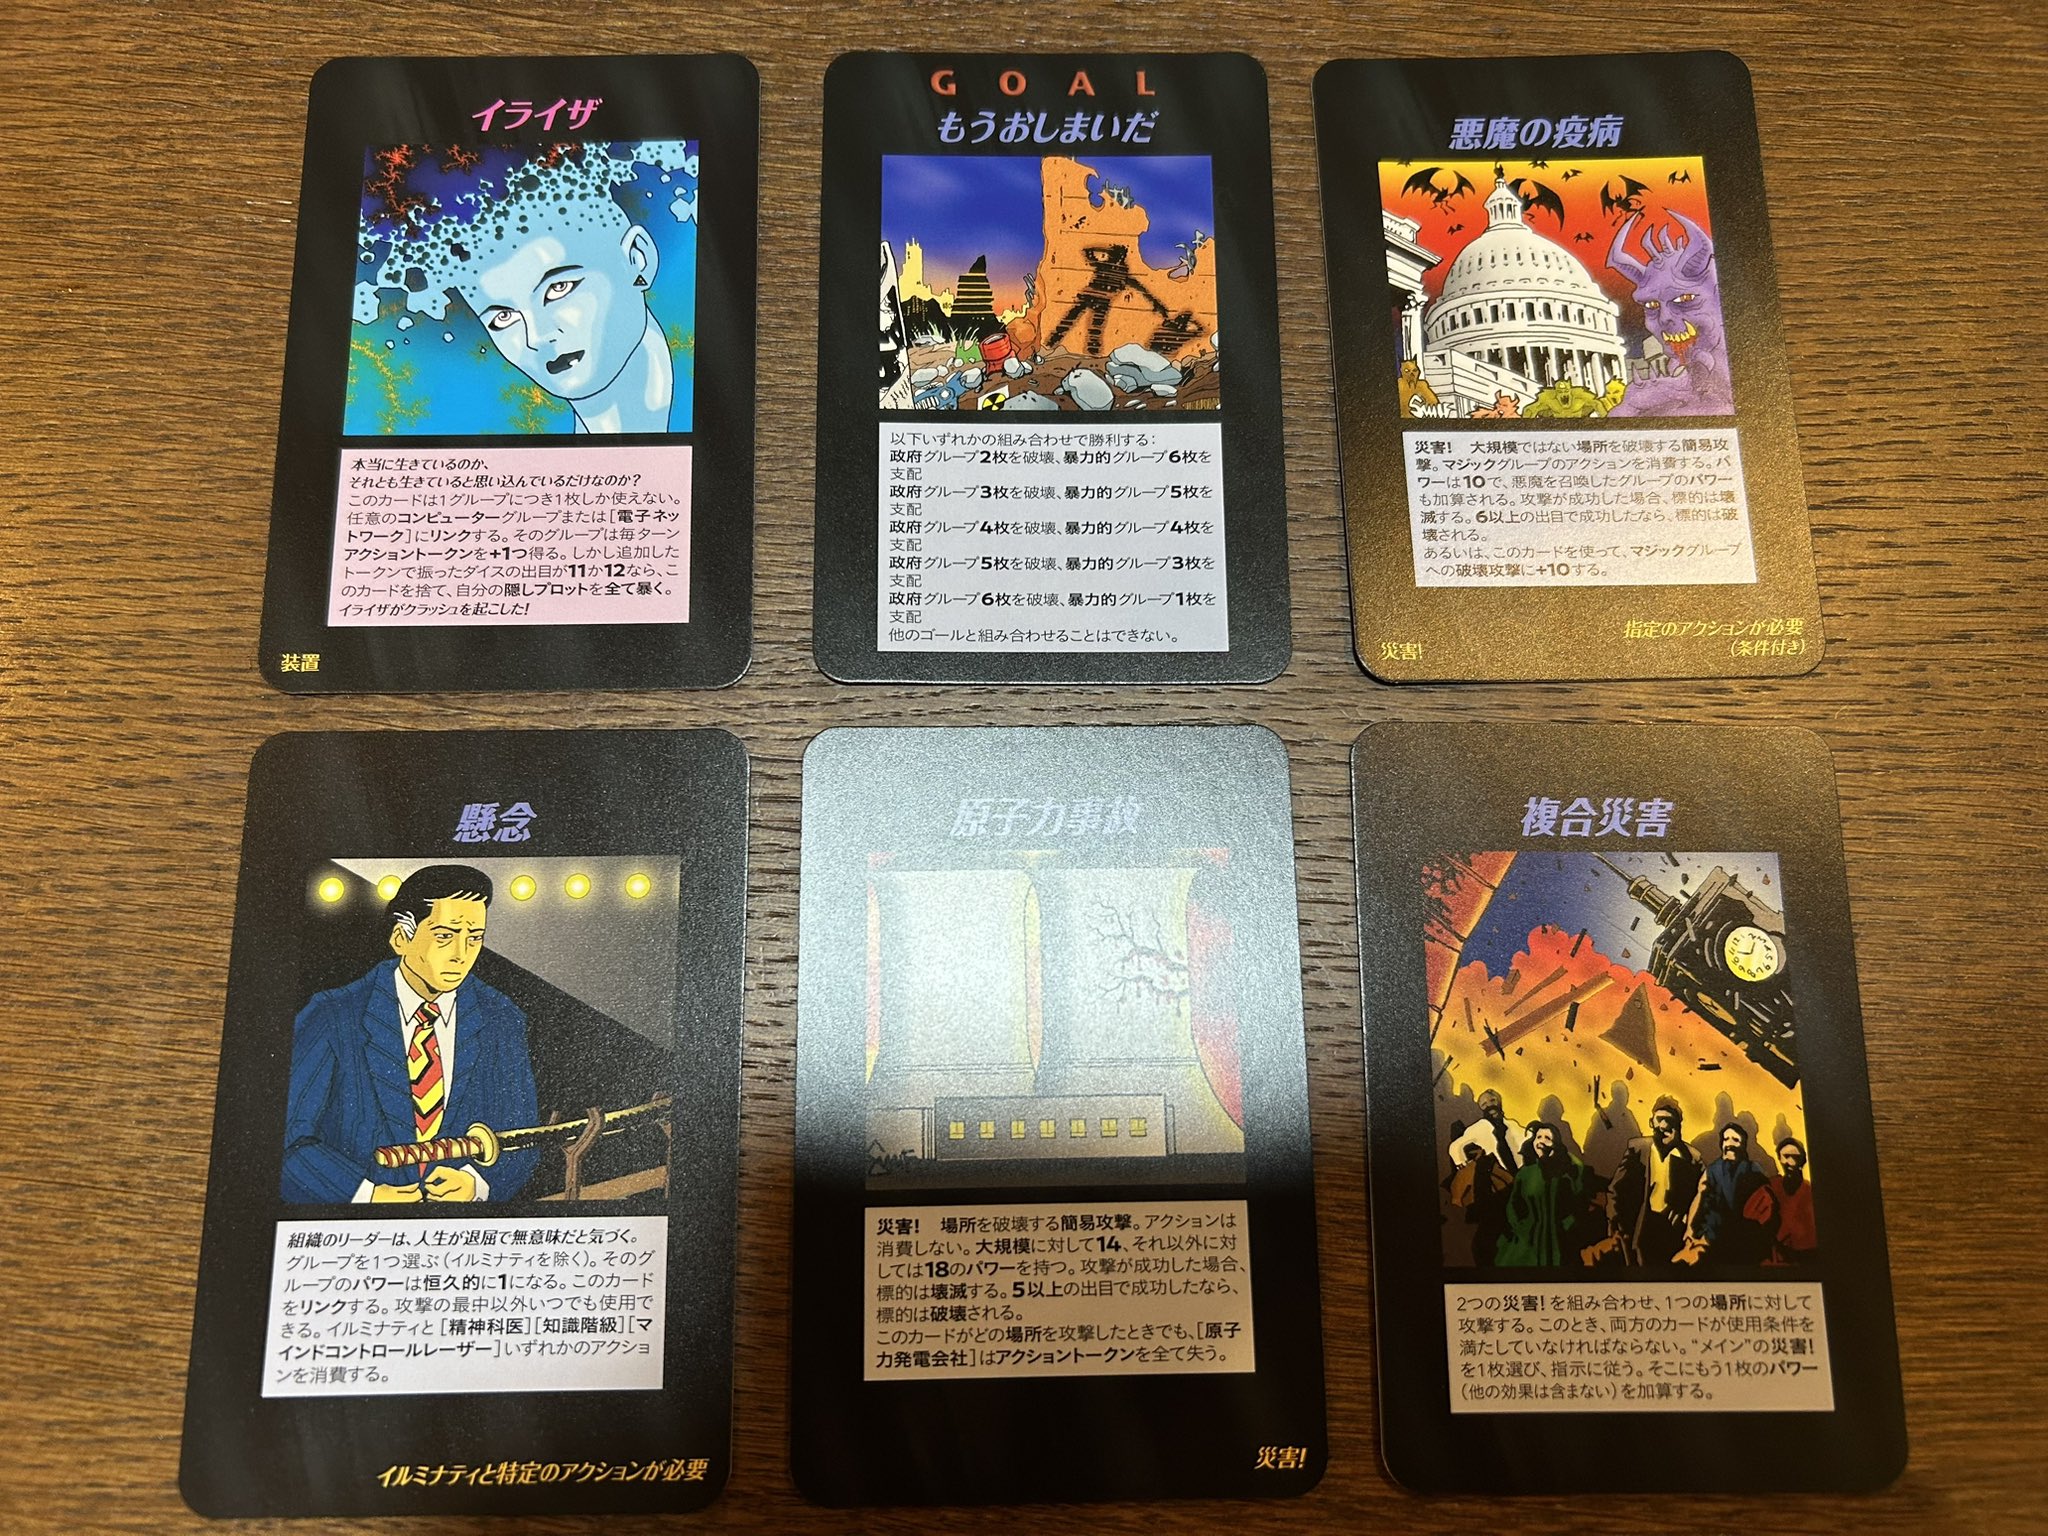 イライザ
本当に生きているのか、
それとも生きていると思い込んでいるだけなのか？
このカードは1グループにつき1枚しか使えない。
任意のコンピューターグループまたは[電子ネッ
トワーク]にリンクする。そのグループは毎ターン
アクショントークンを+1つ得る。しかし追加した
トークンで振ったダイスの出目が11か12なら、こ
のカードを捨て、自分の隠しプロットを全て暴く。
イライザがクラッシュを起こした！
装置
GOAL
もうおしまいだ
以下いずれかの組み合わせで勝利する：
政府グループ2枚を破壊、暴力的グループ6枚を
支配
政府グループ3枚を破壊、暴力的グループ5枚を
支配
政府グループ4枚を破壊、暴力的グループ4枚を
支配
政府グループ5枚を破壊、暴力的グループ3枚を
支配
政府グループ6枚を破壊、暴力的グループ1枚を
支配
他のゴールと組み合わせることはできない。
悪魔の疫病
災害！ 大規模ではない場所を破壊する簡易攻
撃。マジックグループのアクションを消費する。パ
ワーは10で、悪魔を召喚したグループのパワー
も加算される。攻撃が成功した場合、標的は壊
滅する。6以上の出目で成功したなら、標的は破
壊される。
あるいは、このカードを使って、マジックグループ
への破壊攻撃に+10する。
指定のアクションが必要
（条件付き）
災害！
懸念
組織のリーダーは、人生が退屈で無意味だと気づく。
グループを1つ選ぶ（イルミナティを除く）。そのグ
ループのパワーは恒久的に1になる。このカード
をリンクする。攻撃の最中以外いつでも使用で
きる。イルミナティと[精神科医][知識階級][マ
インドコントロールレーザー]いずれかのアクショ
ンを消費する。
イルミナティと特定のアクションが必要
原子力事故
災害！ 場所を破壊する簡易攻撃。アクションは
消費しない。大規模に対して14、それ以外に対
しては18のパワーを持つ。攻撃が成功した場合、
標的は壊滅する。5以上の出目で成功したなら、
標的は破壊される。
このカードがどの場所を攻撃したときでも、[原子
力発電会社]はアクショントークンを全て失う。
災害！
複合災害
2つの災害！を組み合わせ、1つの場所に対して
攻撃する。このとき、両方のカードが使用条件を
満たしていなければならない。“メイン”の災害！
を1枚選び、指示に従う。そこにもう1枚のパワー
（他の効果は含まない）を加算する。